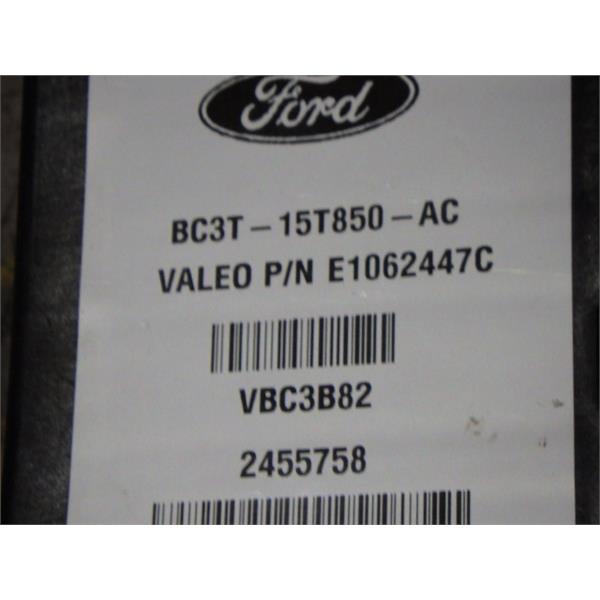 Ford
BC3T-15T850-AC
VALEO P/N E1062447C
VBC3B82
2455758